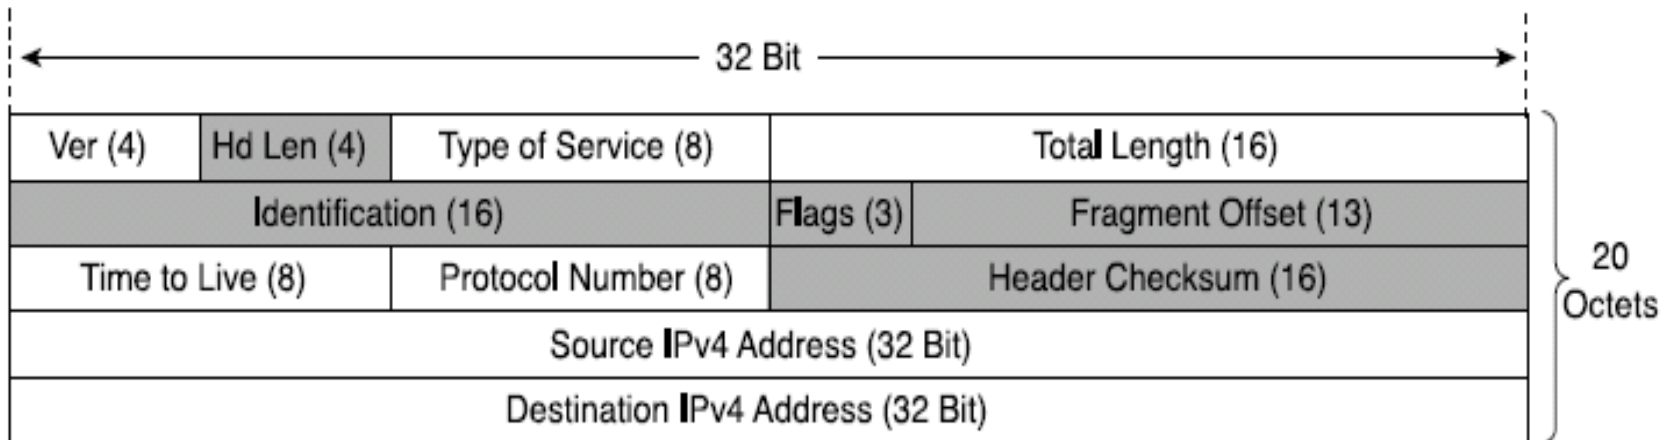 32 Bit
Ver (4) Hd Len (4) Type of Service (8) Total Length (16)
Identification (16) Flags (3) Fragment Offset (13)
Time to Live (8) Protocol Number (8) Header Checksum (16)
20
Octets
Source IPv4 Address (32 Bit)
Destination IPv4 Address (32 Bit)